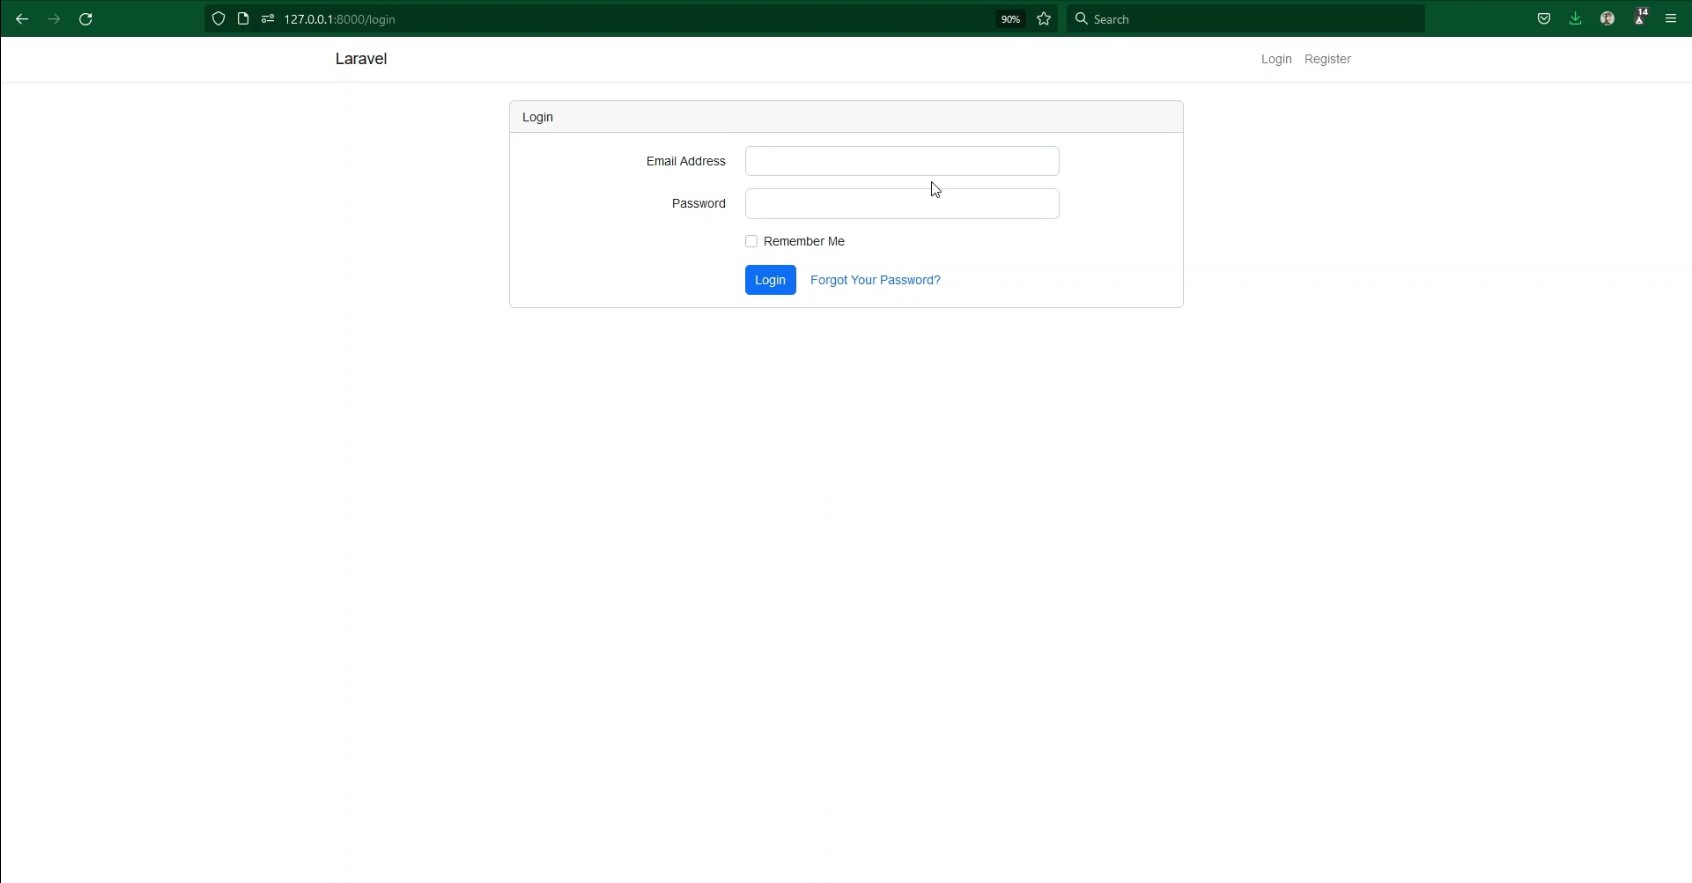 127.0.0.1:8000/login
90%
Search
14
Laravel
Login Register
Login
Email Address
Password
Remember Me
Login Forgot Your Password?